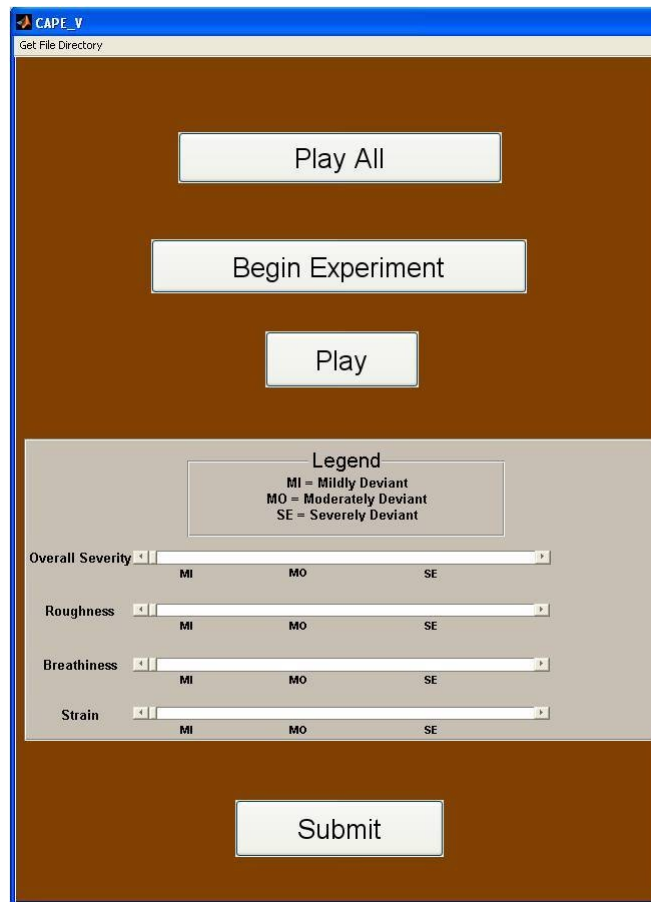 CAPE_V
Get File Directory
Play All
Begin Experiment
Play
Legend
MI = Mildly Deviant
MO = Moderately Deviant
SE = Severely Deviant
Overall Severity
MI MO SE
Roughness
MI MO SE
Breathiness
MI MO SE
Strain
MI MO SE
Submit